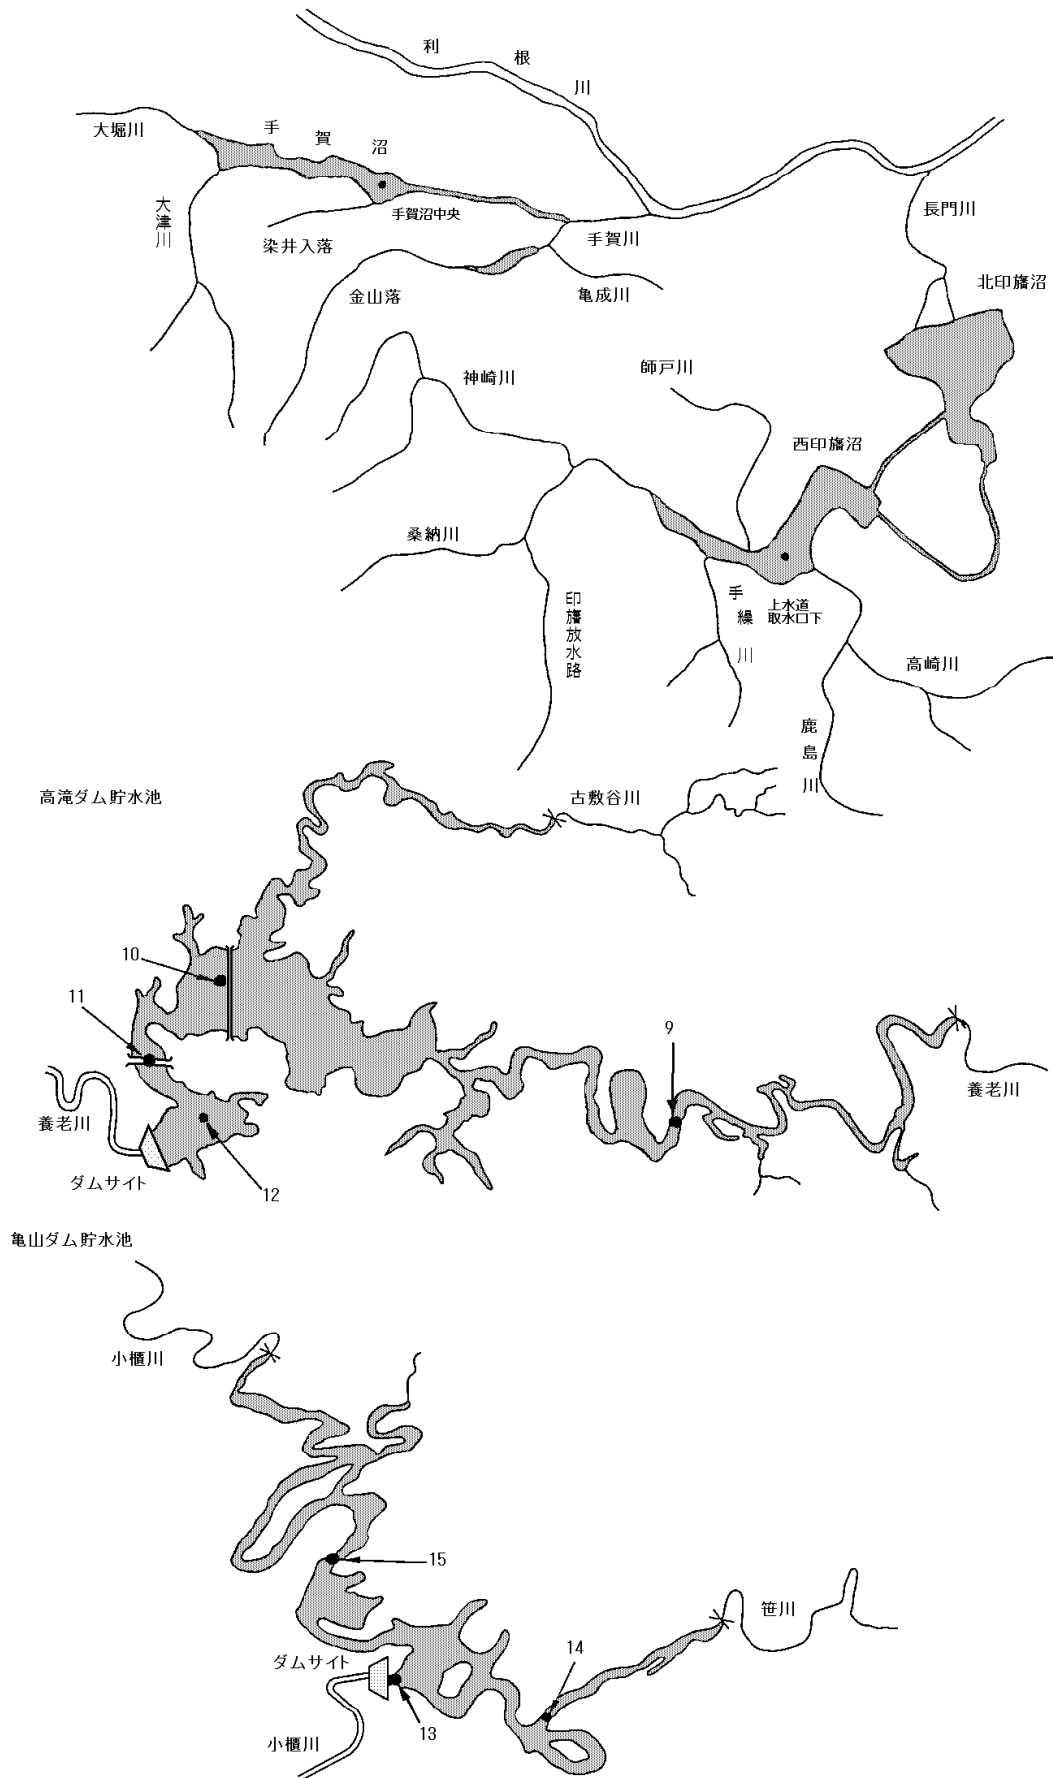 利根川
大堀川
手賀沼
大津川
手賀沼中央
染井入落
手賀川
長門川
金山落
亀成川
北印旛沼
神崎川
師戸川
西印旛沼
桑納川
印旛放水路
手繰川
上水道
取水口下
高崎川
鹿島川
高滝ダム貯水池
古敷谷川
10
11
9
養老川
養老川
ダムサイト
12
亀山ダム貯水池
小櫃川
15
笹川
ダムサイト
14
13
小櫃川